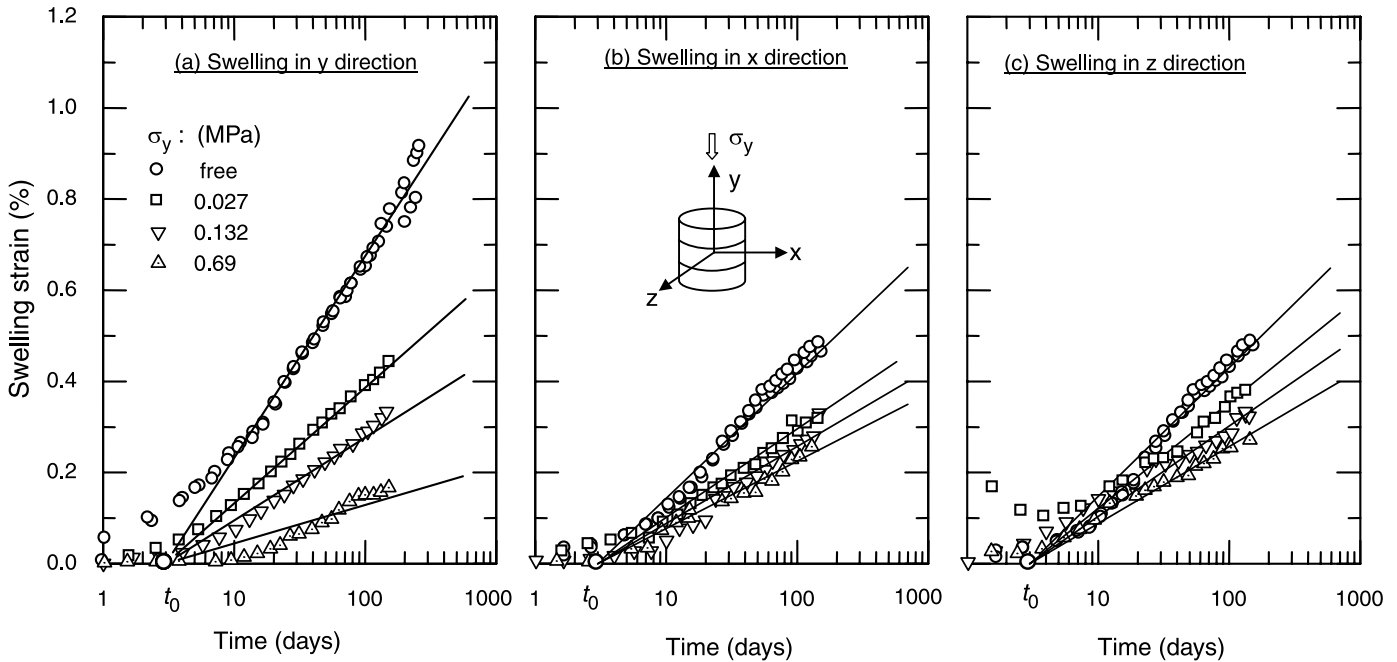 (a) Swelling in y direction
(b) Swelling in x direction
(c) Swelling in z direction
1.2
1.0
0.8
0.6
0.4
0.2
0.0
Swelling strain (%)
σy : (MPa)
free
0.027
0.132
0.69
σy
y
x
z
1 t0 10 100 1000
1 t0 10 100 1000
1 t0 10 100 1000
Time (days)
Time (days)
Time (days)